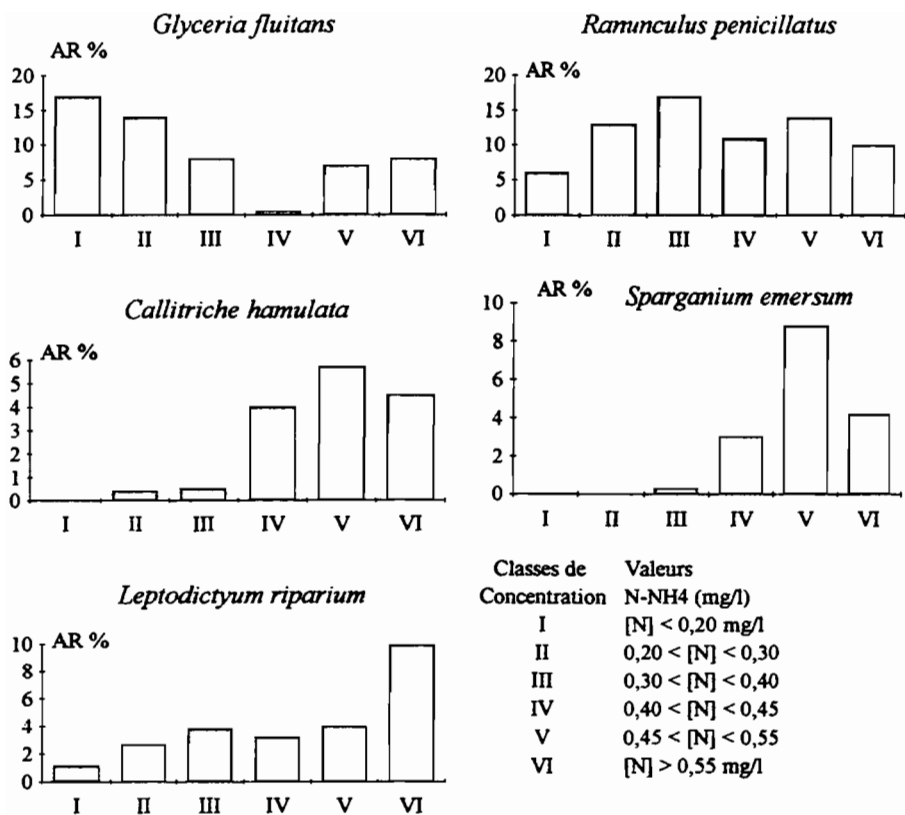 Glyceria fluitans
AR %
20
15
10
5
0
I II III IV V VI
Ranunculus penicillatus
AR %
20
15
10
5
0
I II III IV V VI
Callitriche hamulata
AR %
6
5
4
3
2
1
0
I II III IV V VI
Sparganium emersum
AR %
10
8
6
4
2
0
I II III IV V VI
Leptodictyum riparium
AR %
10
8
6
4
2
0
I II III IV V VI
Classes de Valeurs
Concentration N-NH4 (mg/l)
I [N] < 0,20 mg/l
II 0,20 < [N] < 0,30
III 0,30 < [N] < 0,40
IV 0,40 < [N] < 0,45
V 0,45 < [N] < 0,55
VI [N] > 0,55 mg/l